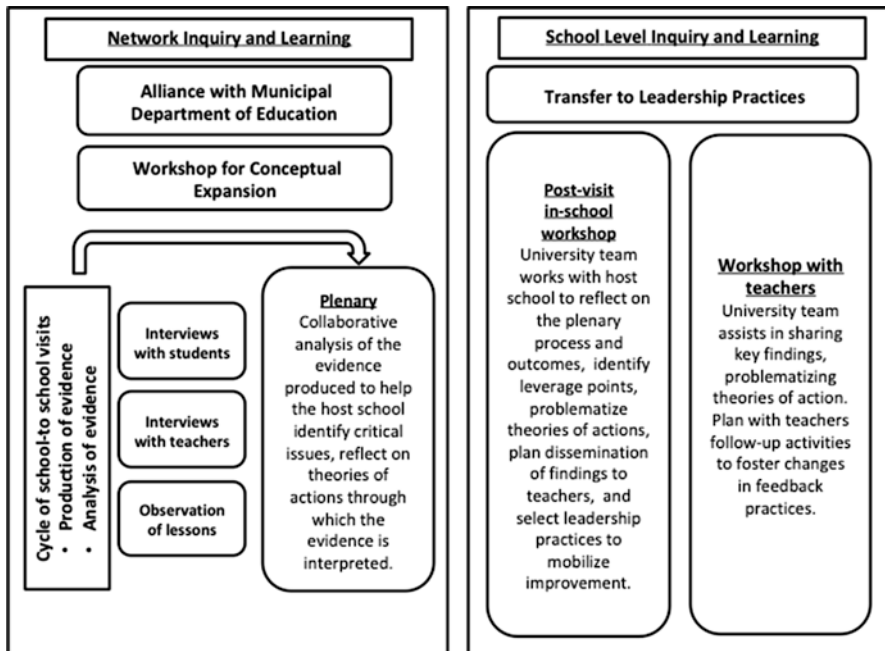 Network Inquiry and Learning
Alliance with Municipal
Department of Education
Workshop for Conceptual
Expansion
Cycle of school-to school visits
• Production of evidence
• Analysis of evidence
Interviews
with students
Interviews
with teachers
Observation
of lessons
Plenary
Collaborative
analysis of the
evidence
produced to help
the host school
identify critical
issues, reflect on
theories of
actions through
which the
evidence is
interpreted.
School Level Inquiry and Learning
Transfer to Leadership Practices
Post-visit
in-school
workshop
University team
works with host
school to reflect on
the plenary
process and
outcomes, identify
leverage points,
problematize
theories of actions,
plan dissemination
of findings to
teachers, and
select leadership
practices to
mobilize
improvement.
Workshop with
teachers
University team
assists in sharing
key findings,
problematizing
theories of action.
Plan with teachers
follow-up activities
to foster changes
in feedback
practices.